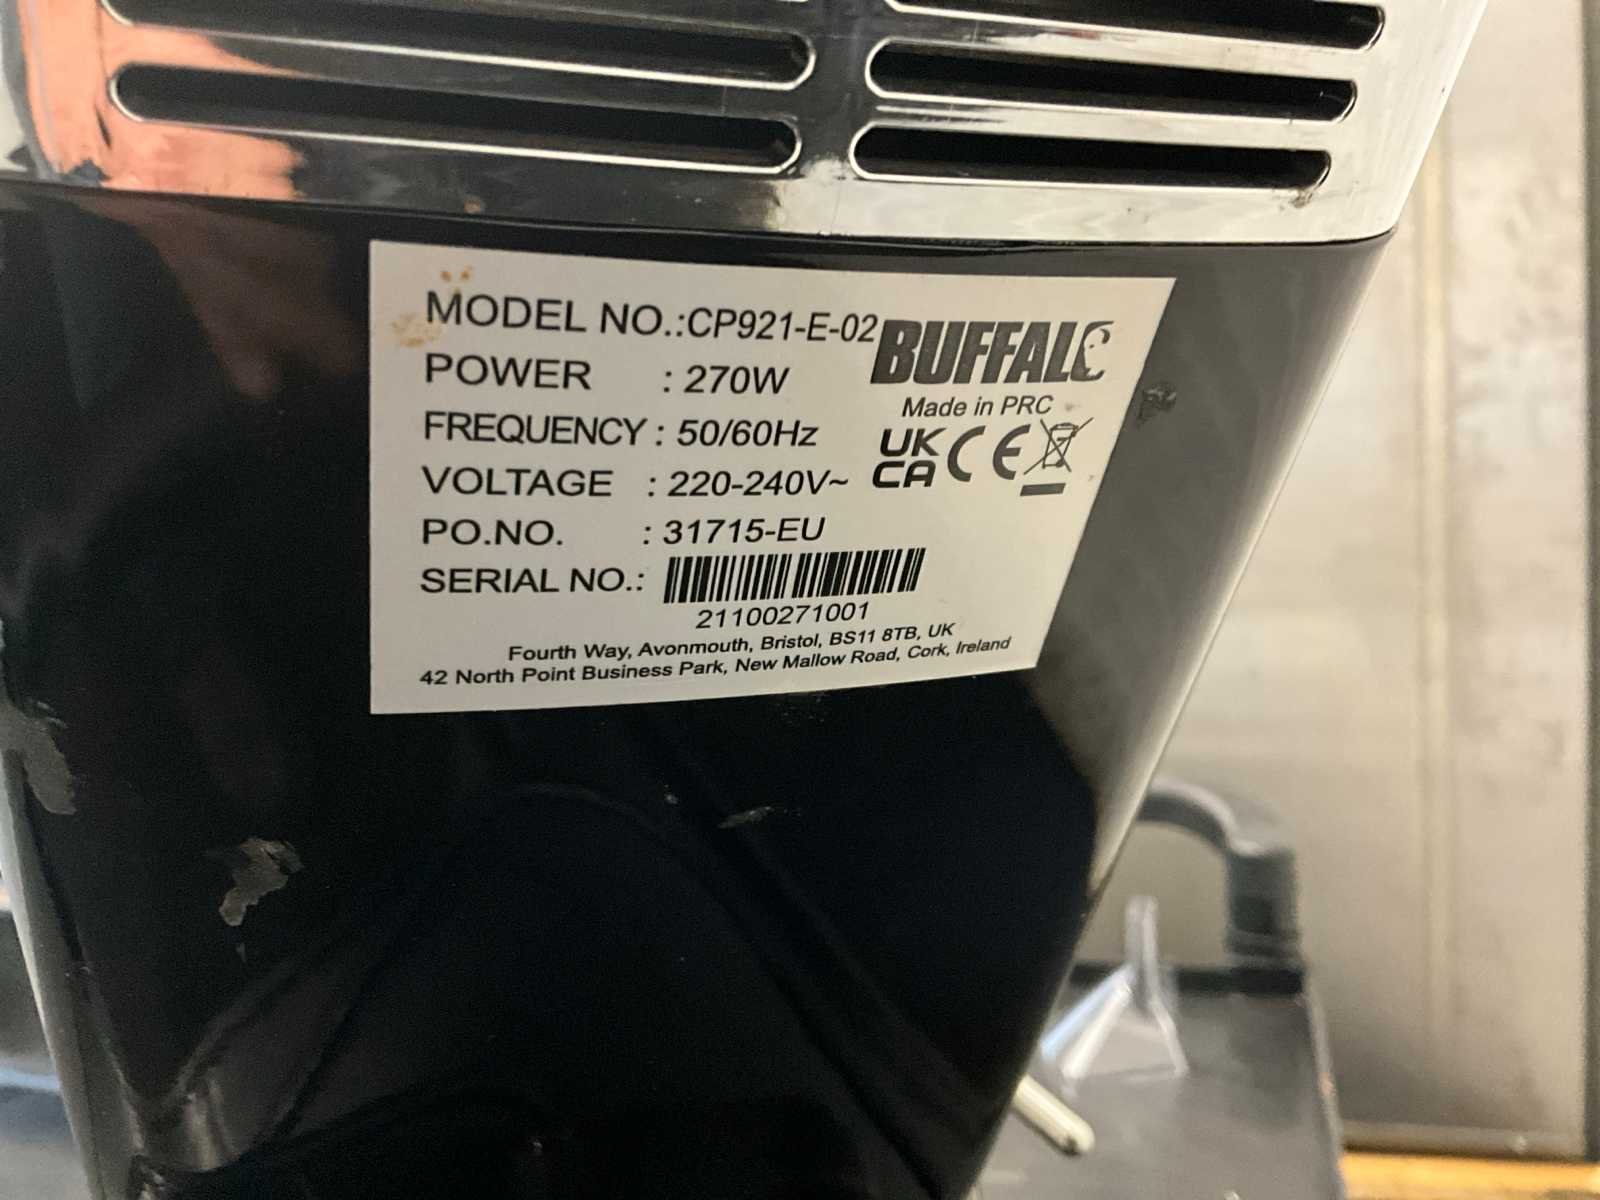 MODEL NO.:CP921-E-02
BUFFALO
POWER : 270W
Made in PRC
FREQUENCY : 50/60Hz
UK
CA CE
VOLTAGE : 220-240V~
PO.NO. : 31715-EU
SERIAL NO.:
21100271001
Fourth Way, Avonmouth, Bristol, BS11 8TB, UK
42 North Point Business Park, New Mallow Road, Cork, Ireland